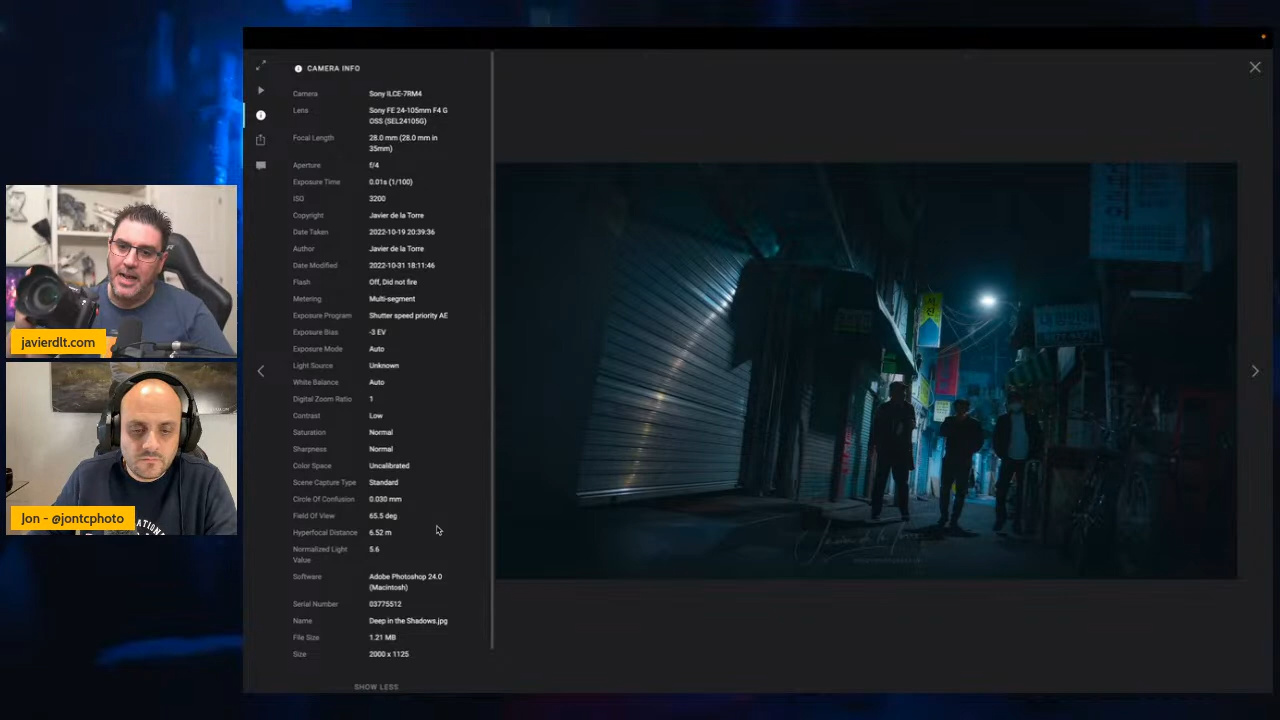 CAMERA INFO
Camera Sony ILCE-7RM4
Lens Sony FE 24-105mm F4 G
OSS (SEL24105G)
Focal Length 28.0 mm (28.0 mm in
35mm)
Aperture f/4
Exposure Time 0.01s (1/100)
ISO 3200
Copyright Javier de la Torre
Date Taken 2022-10-19 20:39:36
Author Javier de la Torre
Date Modified 2022-10-31 18:11:46
Flash Off, Did not fire
Metering Multi-segment
Exposure Program Shutter speed priority AE
Exposure Bias -3 EV
Exposure Mode Auto
Light Source Unknown
White Balance Auto
Digital Zoom Ratio 1
Contrast Low
Saturation Normal
Sharpness Normal
Color Space Uncalibrated
Scene Capture Type Standard
Circle Of Confusion 0.030 mm
Field Of View 65.5 deg
Hyperfocal Distance 6.52 m
Normalized Light 5.6
Value
Software Adobe Photoshop 24.0
(Macintosh)
Serial Number 03775512
Name Deep in the Shadows.jpg
File Size 1.21 MB
Size 2000 x 1125
SHOW LESS
javierdlt.com
Jon - @jontcphoto